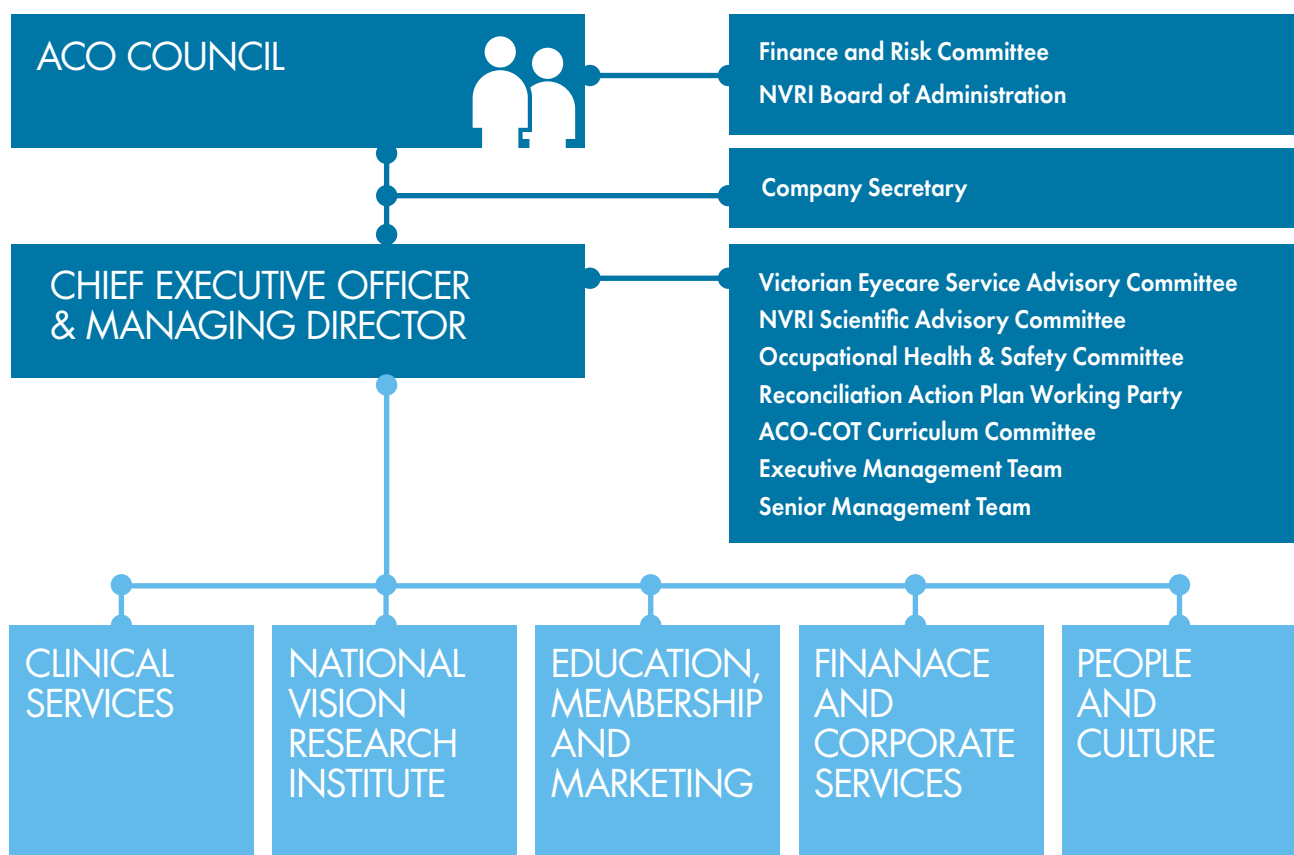 ACO COUNCIL
Finance and Risk Committee
NVRI Board of Administration
Company Secretary
CHIEF EXECUTIVE OFFICER
& MANAGING DIRECTOR
Victorian Eyecare Service Advisory Committee
NVRI Scientific Advisory Committee
Occupational Health & Safety Committee
Reconciliation Action Plan Working Party
ACO-COT Curriculum Committee
Executive Management Team
Senior Management Team
CLINICAL
SERVICES
NATIONAL
VISION
RESEARCH
INSTITUTE
EDUCATION,
MEMBERSHIP
AND
MARKETING
FINANACE
AND
CORPORATE
SERVICES
PEOPLE
AND
CULTURE